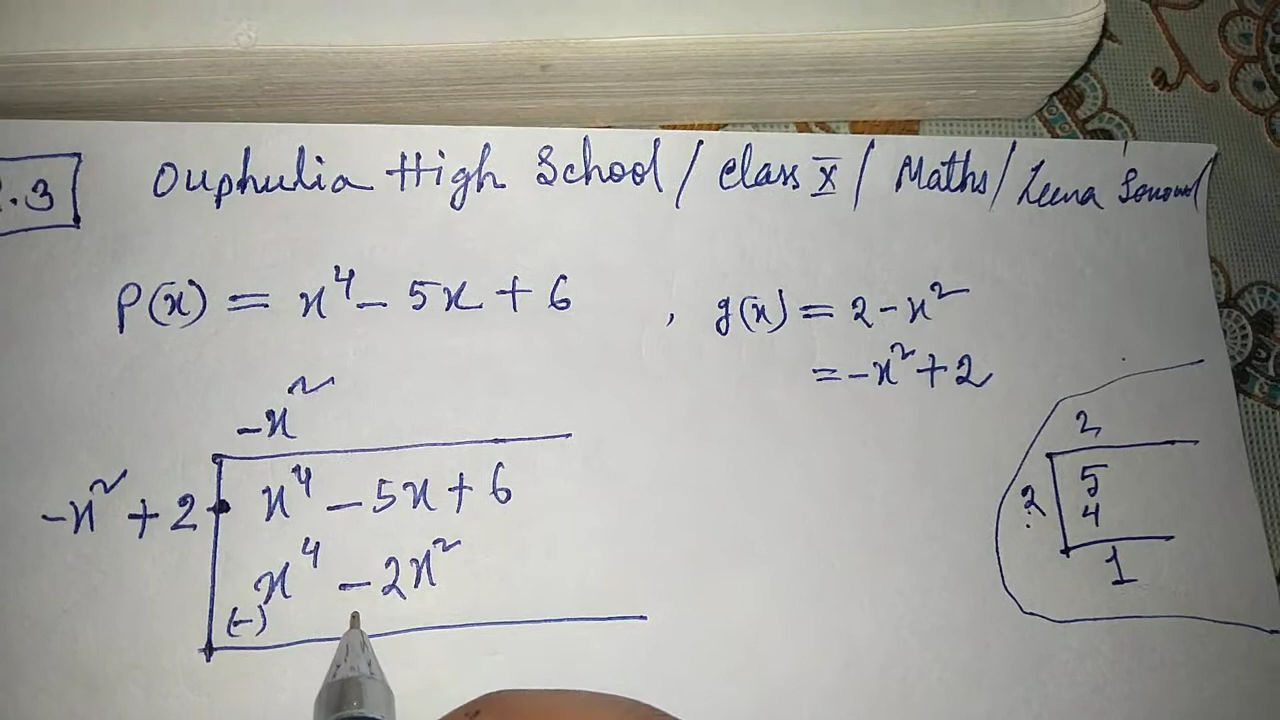 .3
Ouphulia High School / Class X / Maths / Leena Sonowal
P(x) = x⁴ - 5x + 6 , g(x) = 2 - x²
= -x² + 2
-x²
-x² + 2 x⁴ - 5x + 6
x⁴ - 2x²
(-)
2
2 5
4
1